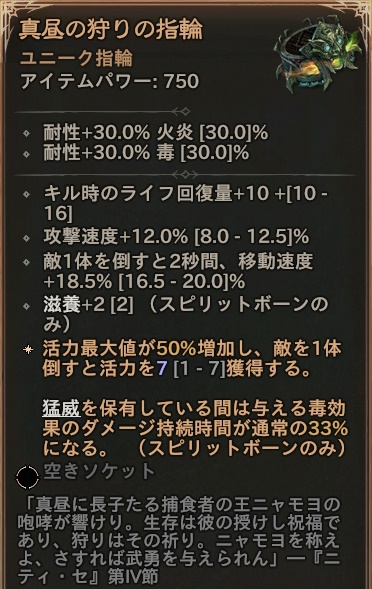 真昼の狩りの指輪
ユニーク指輪
アイテムパワー: 750
耐性+30.0% 火炎 [30.0]%
耐性+30.0% 毒 [30.0]%
キル時のライフ回復量+10 +[10 -
16]
攻撃速度+12.0% [8.0 - 12.5]%
敵1体を倒すと2秒間、移動速度
+18.5% [16.5 - 20.0]%
滋養+2 [2] （スピリットボーンの
み）
活力最大値が50%増加し、敵を1体
倒すと活力を7 [1 - 7]獲得する。
猛威を保有している間は与える毒効
果のダメージ持続時間が通常の33%
になる。 （スピリットボーンのみ）
空きソケット
「真昼に長子たる捕食者の王ニャモヨの
咆哮が響けり。生存は彼の授けし祝福で
あり、狩りはその祈り。ニャモヨを称え
よ、さすれば武勇を与えられん」―『ニ
ティ・セ』第IV節